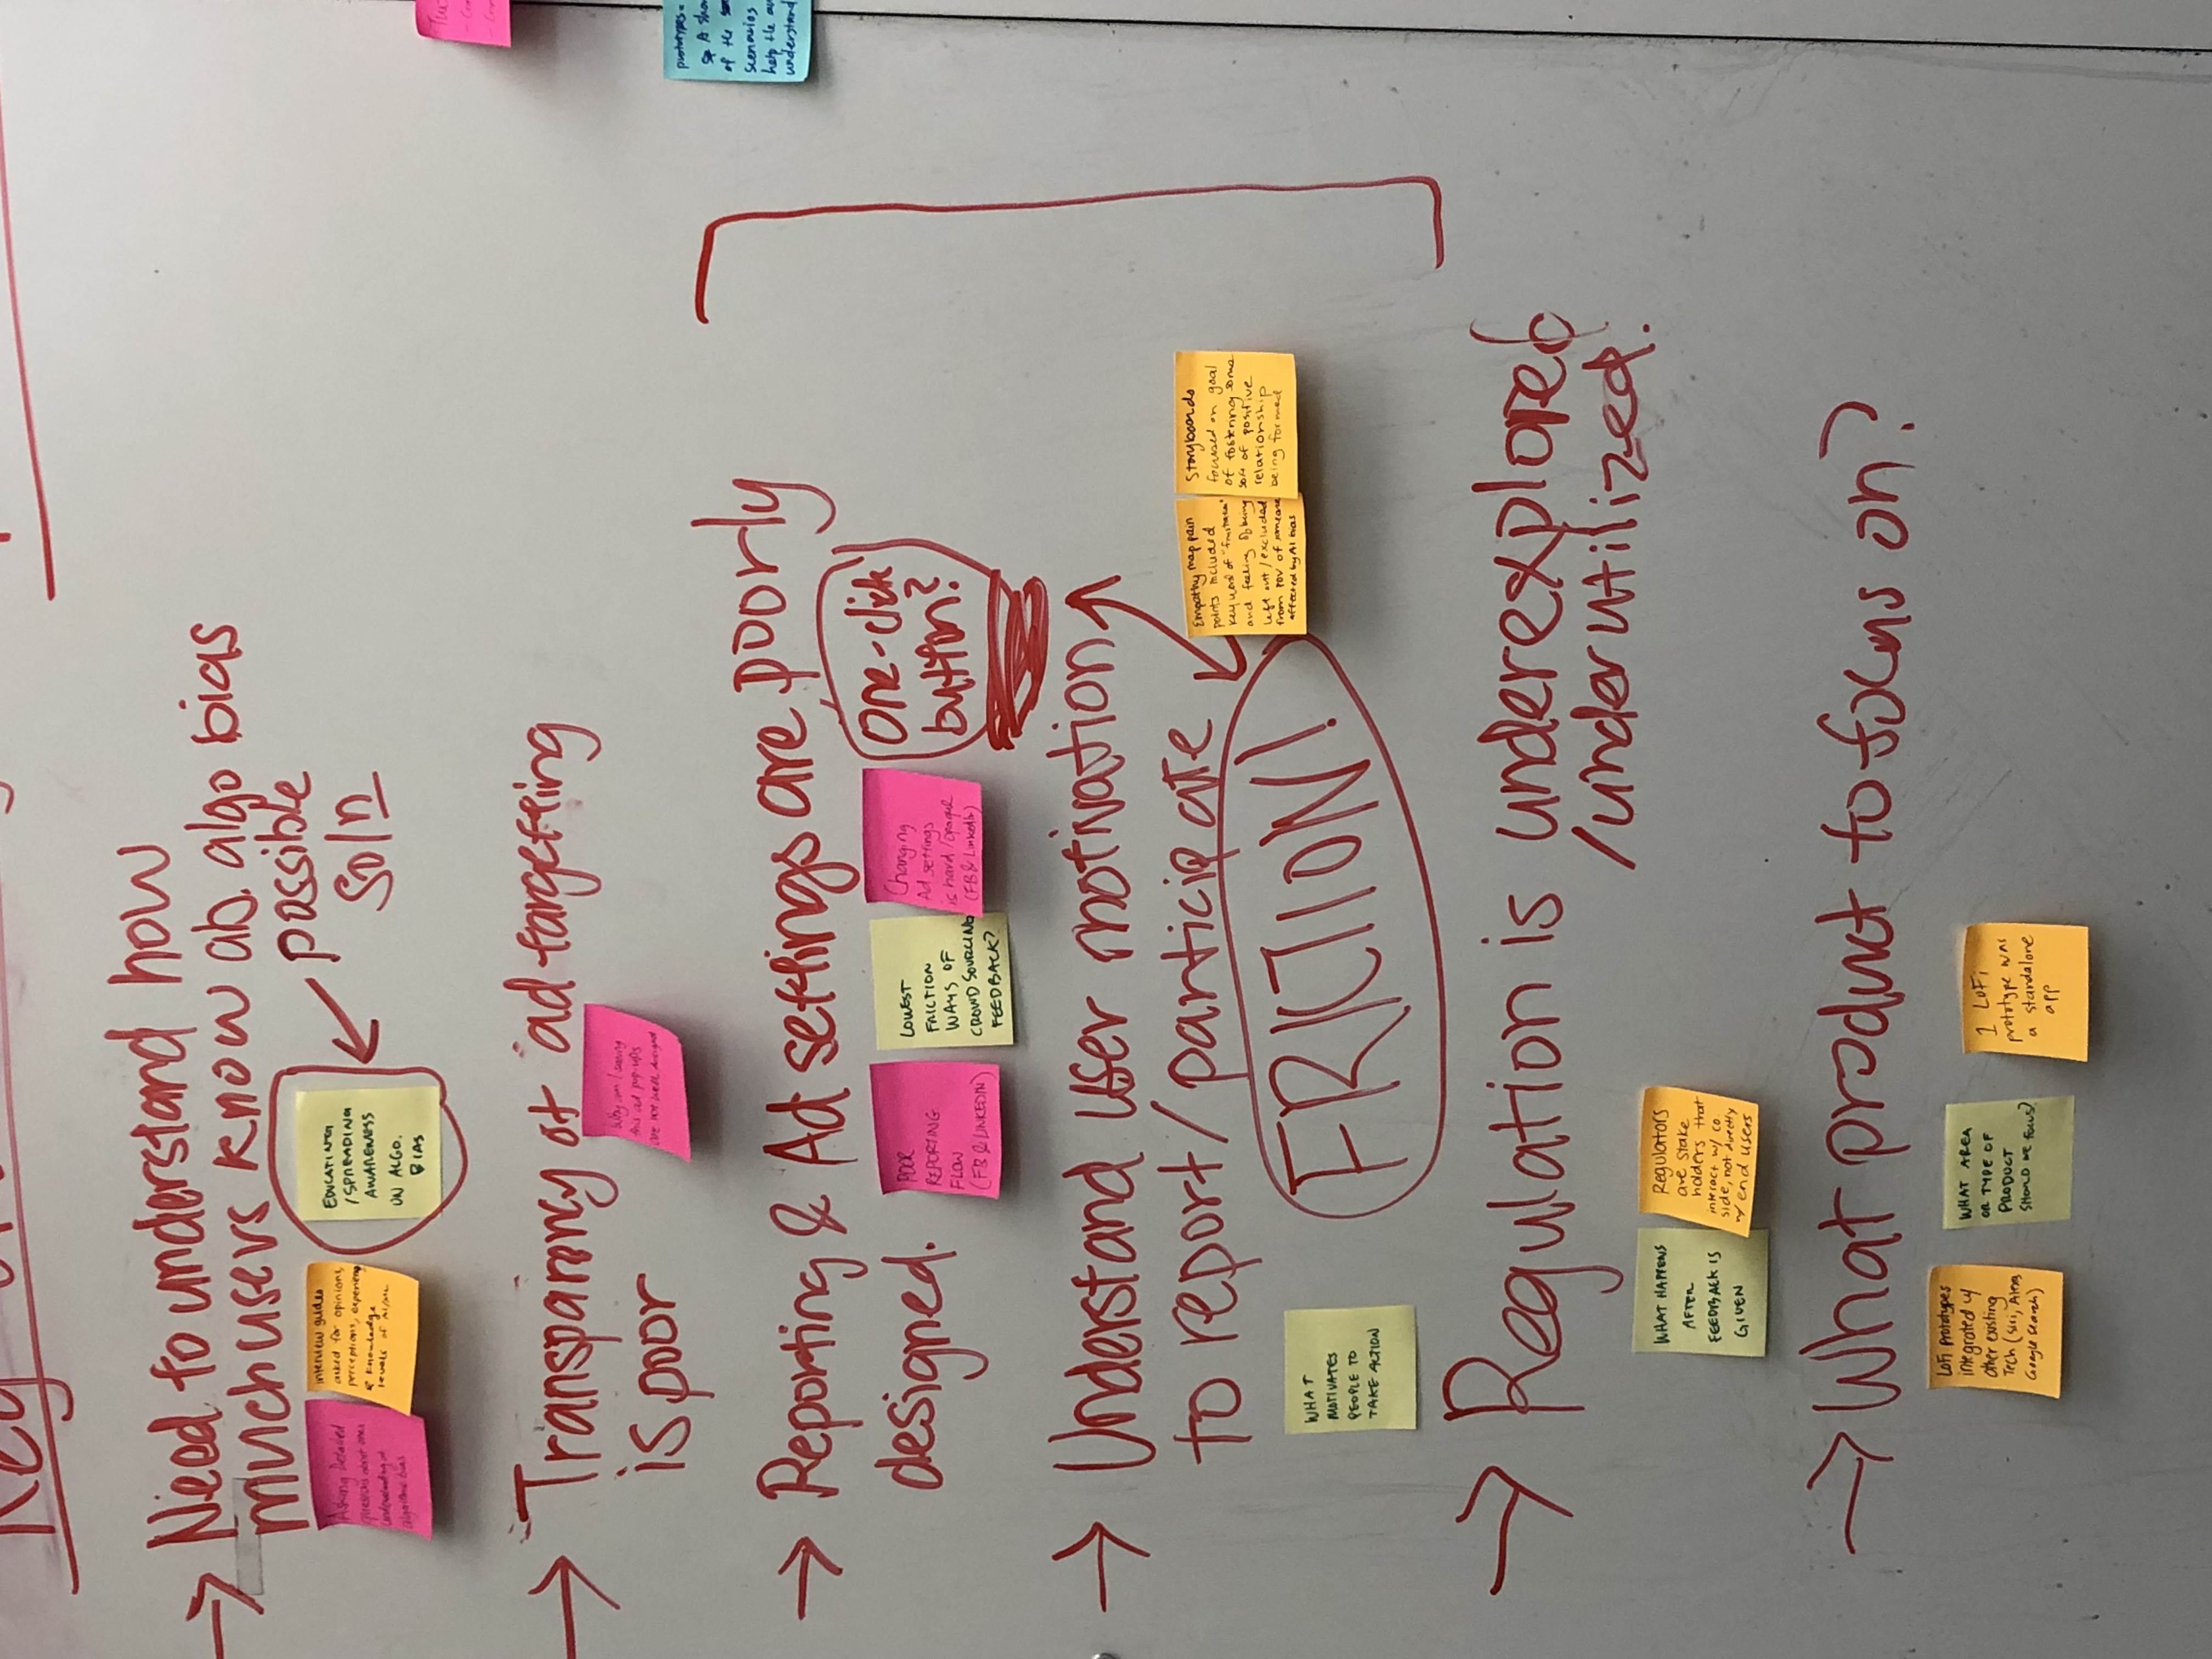 Key
→ Need to understand how
much users know ab. algo bias
possible
soln
Asking Detailed
questions about ones
understanding of
algorithmic bias
interview guides
asked for opinions,
perceptions, experiences
& knowledge
levels of AI/ML
EDUCATING
/SPREADING
AWARENESS
ON ALGO.
BIAS
→ Transparency of ad targetting
is poor
Why am I seeing
this ad pop-ups
are not well designed
→ Reporting & Ad settings are poorly
designed.
POOR
REPORTING
FLOW
(FB & LINKEDIN)
LOWEST
FRICTION
WAYS OF
CROWD SOURCING
FEEDBACK?
Changing
Ad settings
is hard/opaque
(FB & LinkedIn)
One-click
button?
→ Understand user motivation
to report/participate
FRICTION!
WHAT
MOTIVATES
PEOPLE TO
TAKE ACTION
Empathy map pain
points included
key word of "frustration"
and feeling of being
left out/excluded
from POV of someone
affected by AI bias
Storyboards
focused on goal
of fostering some
sort of positive
relationship
being formed
→ Regulation is underexplored
/underutilized!
WHAT HAPPENS
AFTER
FEEDBACK IS
GIVEN
Regulators
are stake
holders that
interact w/ co.
side, not directly
w/ end users
→ What product to focus on?
LoFi prototypes
integrated w/
other existing
Tech (Siri, Alexa,
Google Search)
WHAT AREA
OR TYPE OF
PRODUCT
SHOULD WE FOCUS?
1 LoFi
prototype was
a standalone
app
prototypes =
A
of the
scenarios
help the
understand